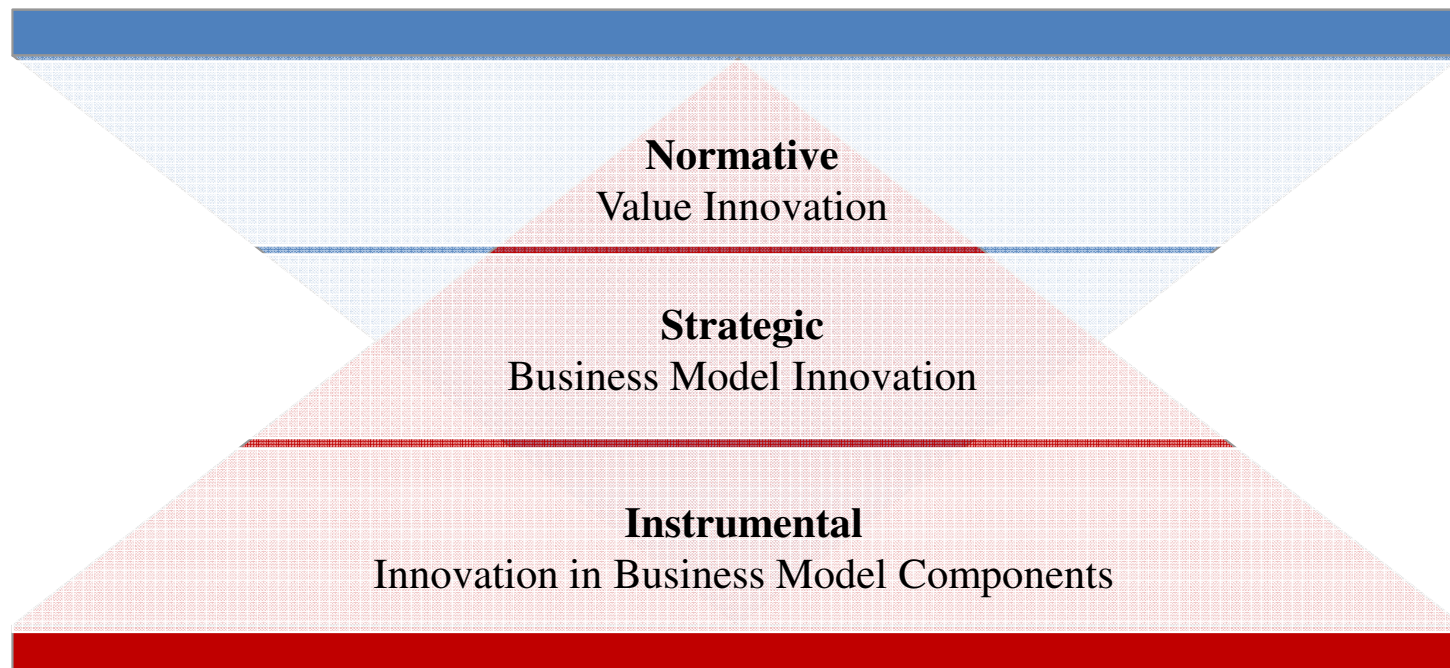 Normative
Value Innovation
Strategic
Business Model Innovation
Instrumental
Innovation in Business Model Components